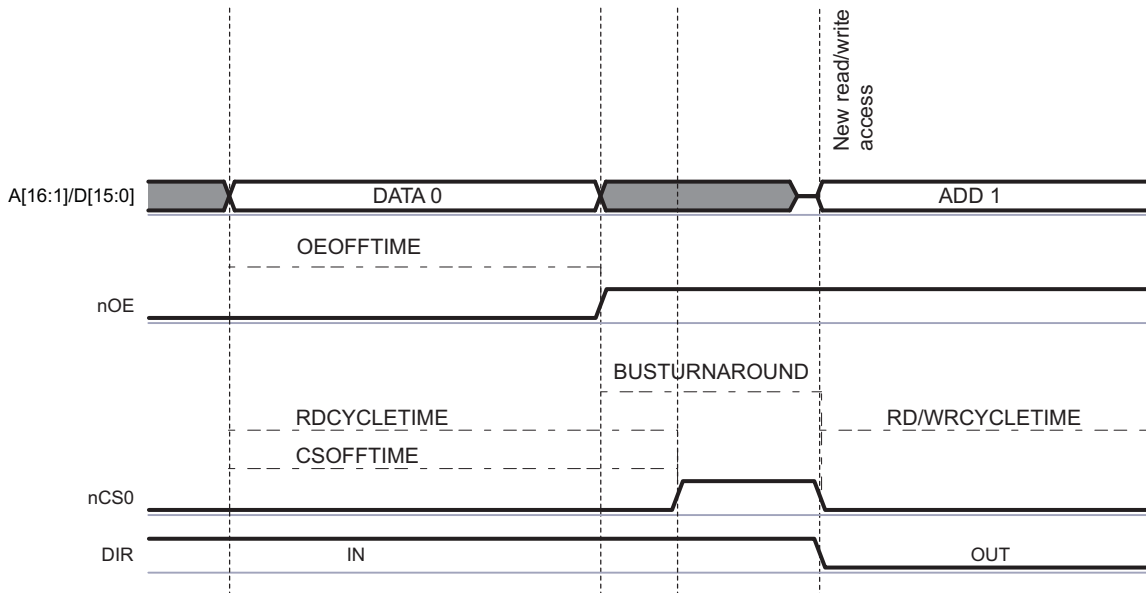 New read/write
access
A[16:1]/D[15:0]
DATA 0
ADD 1
OEOFFTIME
nOE
BUSTURNAROUND
RDCYCLETIME
RD/WRCYCLETIME
CSOFFTIME
nCS0
DIR
IN
OUT